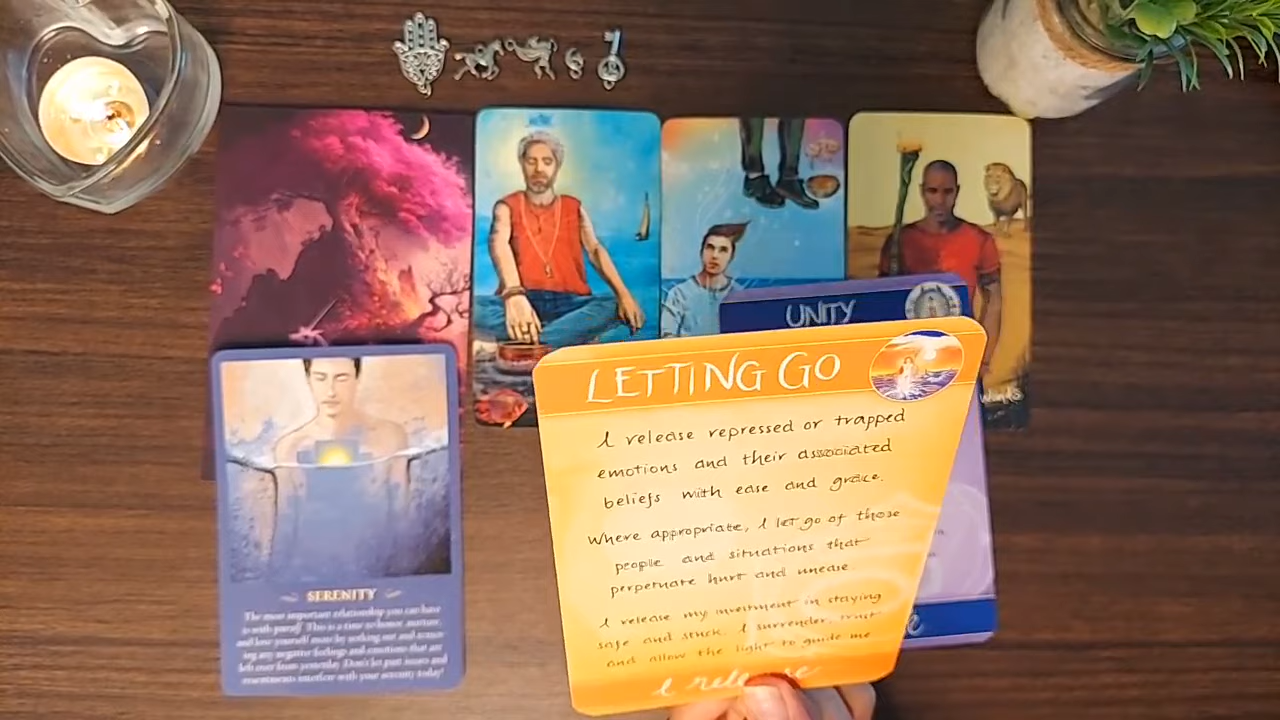 UNITY
LETTING GO
I release repressed or trapped
emotions and their associated
beliefs with ease and grace.
Where appropriate, I let go of those
people and situations that
perpetuate hurt and unease.
I release my investment in staying
safe and stuck. I surrender, trust
and allow the light to guide me
I release
SERENITY
The most important relationship you can have
is with yourself. This is a time to honor, nurture,
and love yourself more by seeking out and
ing any negative feelings and emotions that are
left over from yesterday. Don't let past issues and
resentments interfere with your serenity today!